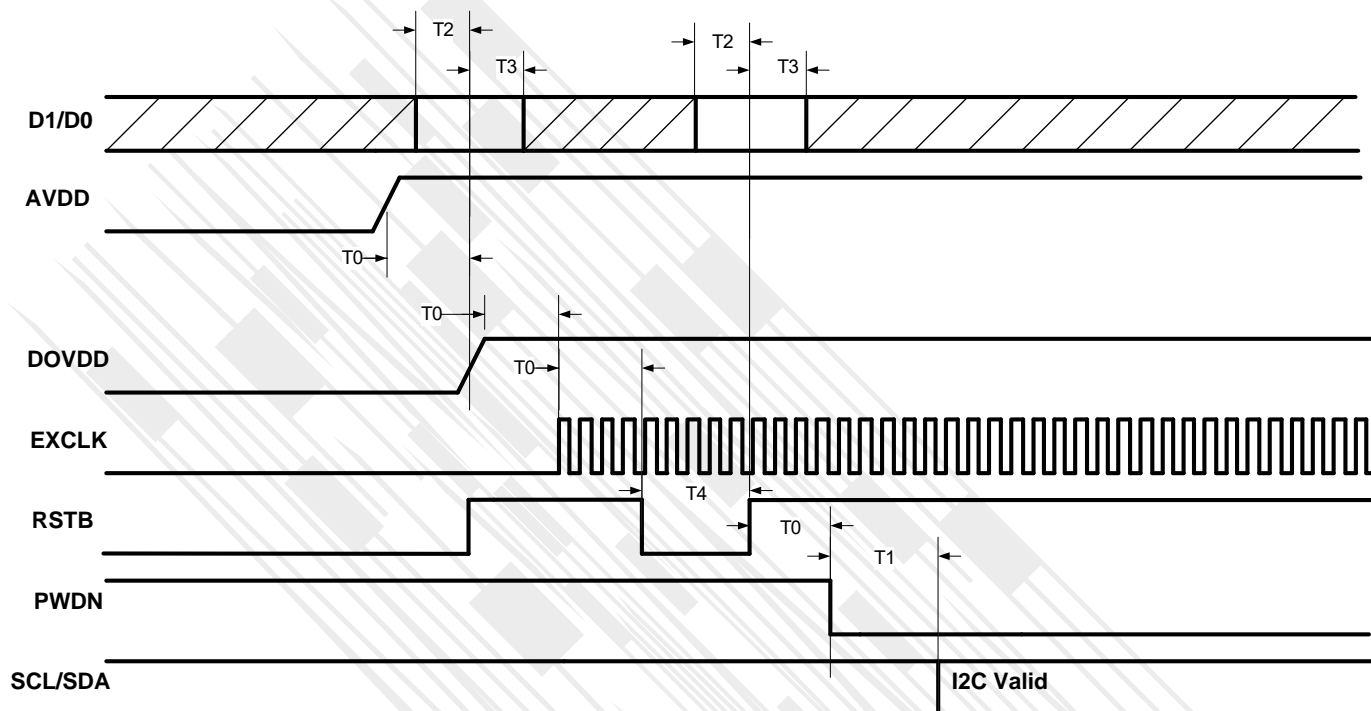 T2
T2
T3
T3
D1/D0
AVDD
T0
T0
DOVDD
T0
EXCLK
T4
RSTB
T0
T1
PWDN
SCL/SDA
I2C Valid